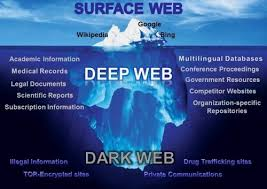 SURFACE WEB
Google
Wikipedia
Bing
Academic Information
Medical Records
Legal Documents
Scientific Reports
Subscription Information
DEEP WEB
Multilingual Databases
Conference Proceedings
Government Resources
Competitor Websites
Organization-specific
Repositories
DARK WEB
Illegal Information
TOR-Encrypted sites
Drug Trafficking sites
Private Communications